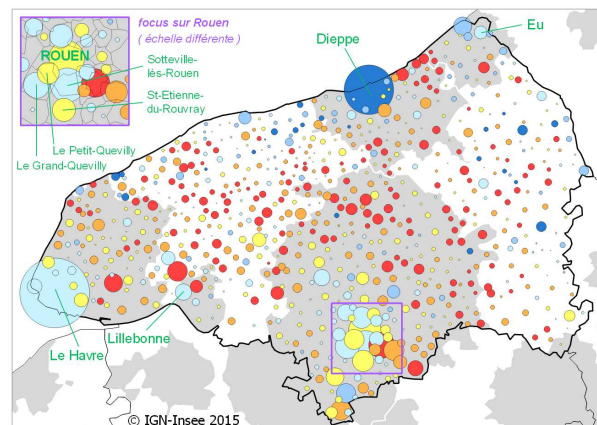 focus sur Rouen
( échelle différente )
ROUEN
Sotteville-
lès-Rouen
St-Etienne-
du-Rouvray
Le Petit-Quevilly
Le Grand-Quevilly
Dieppe
Eu
Le Havre
Lillebonne
© IGN-Insee 2015